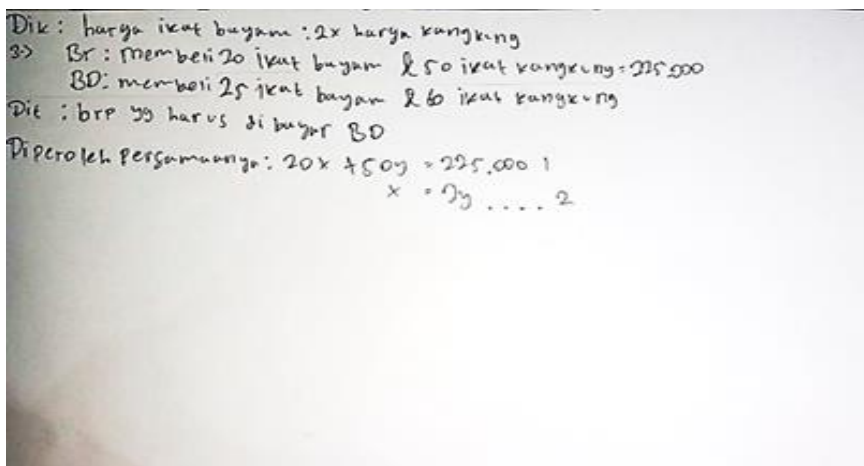 Dik : harga ikat bayam : 2x harga kangkung
3.> Br : membeli 20 ikat bayam & 50 ikat kangkung = 225.000
BD : membeli 25 ikat bayam & 60 ikat kangkung
Dit : brp yg harus di bayar BD
Diperoleh persamaannya : 20x + 50y = 225.000 1
x = 2y .... 2